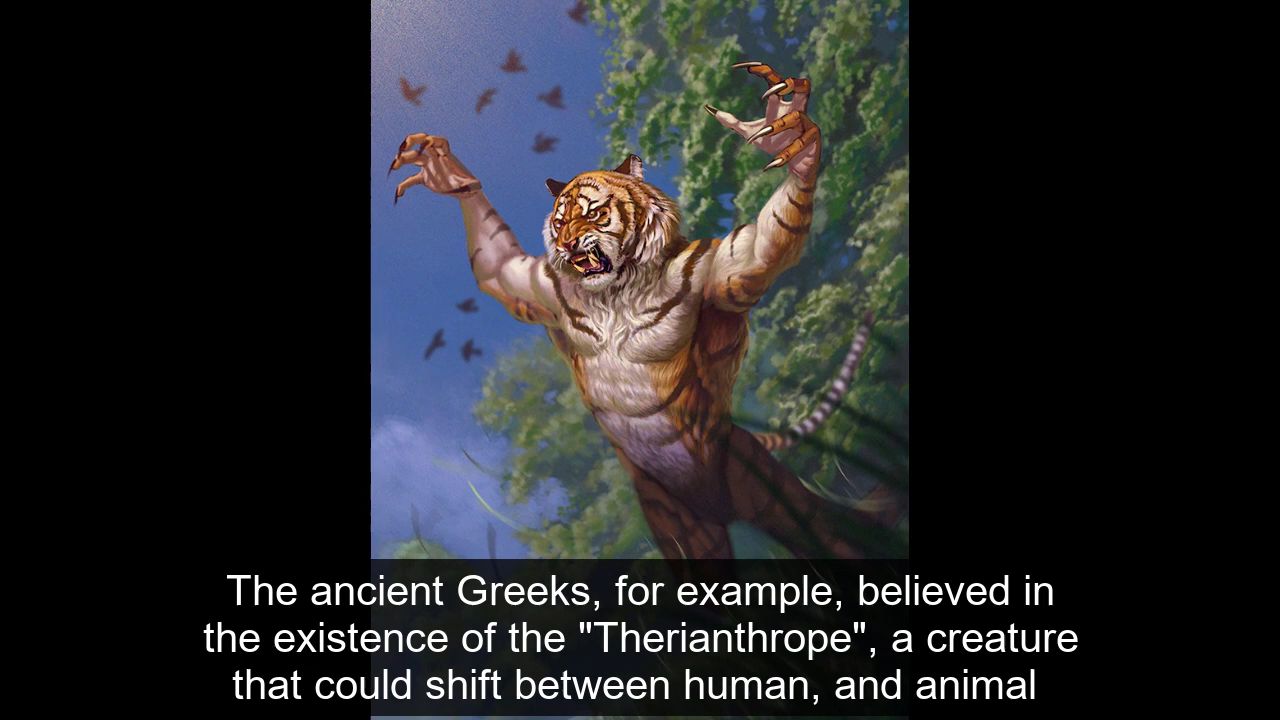 The ancient Greeks, for example, believed in
the existence of the "Therianthrope", a creature
that could shift between human, and animal